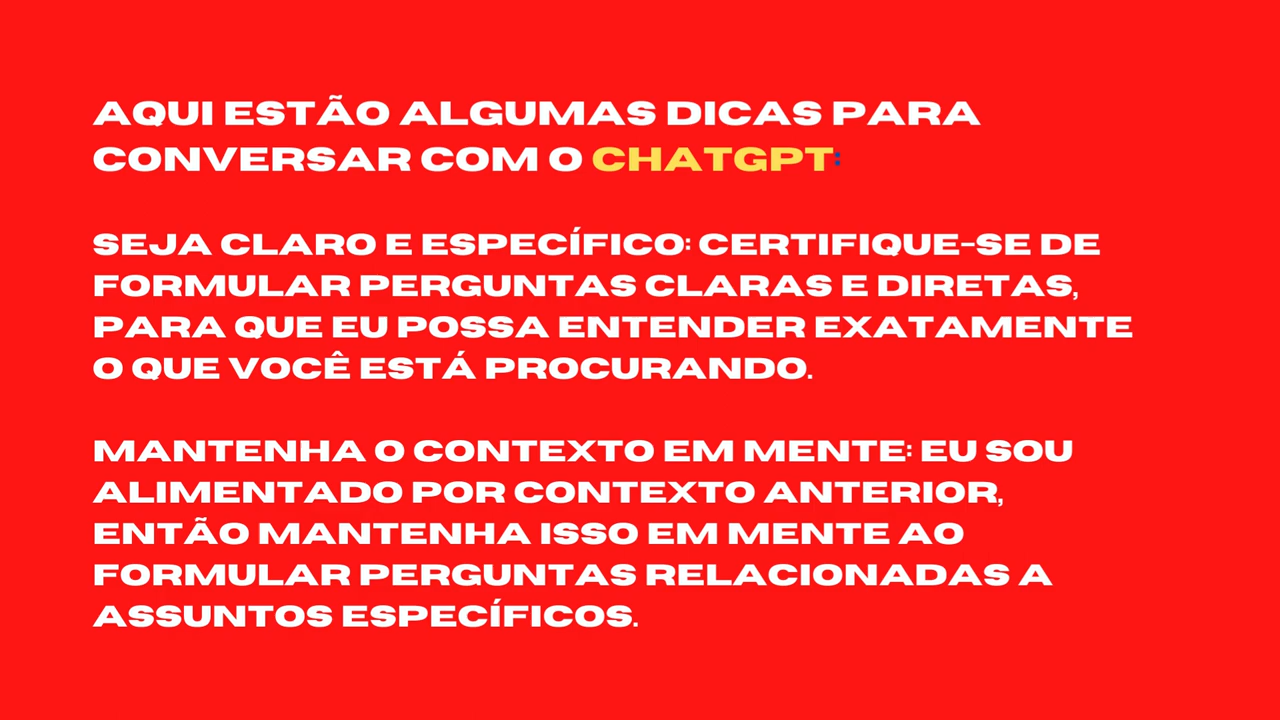 AQUI ESTÃO ALGUMAS DICAS PARA
CONVERSAR COM O CHATGPT:
SEJA CLARO E ESPECÍFICO: CERTIFIQUE-SE DE
FORMULAR PERGUNTAS CLARAS E DIRETAS,
PARA QUE EU POSSA ENTENDER EXATAMENTE
O QUE VOCÊ ESTÁ PROCURANDO.
MANTENHA O CONTEXTO EM MENTE: EU SOU
ALIMENTADO POR CONTEXTO ANTERIOR,
ENTÃO MANTENHA ISSO EM MENTE AO
FORMULAR PERGUNTAS RELACIONADAS A
ASSUNTOS ESPECÍFICOS.